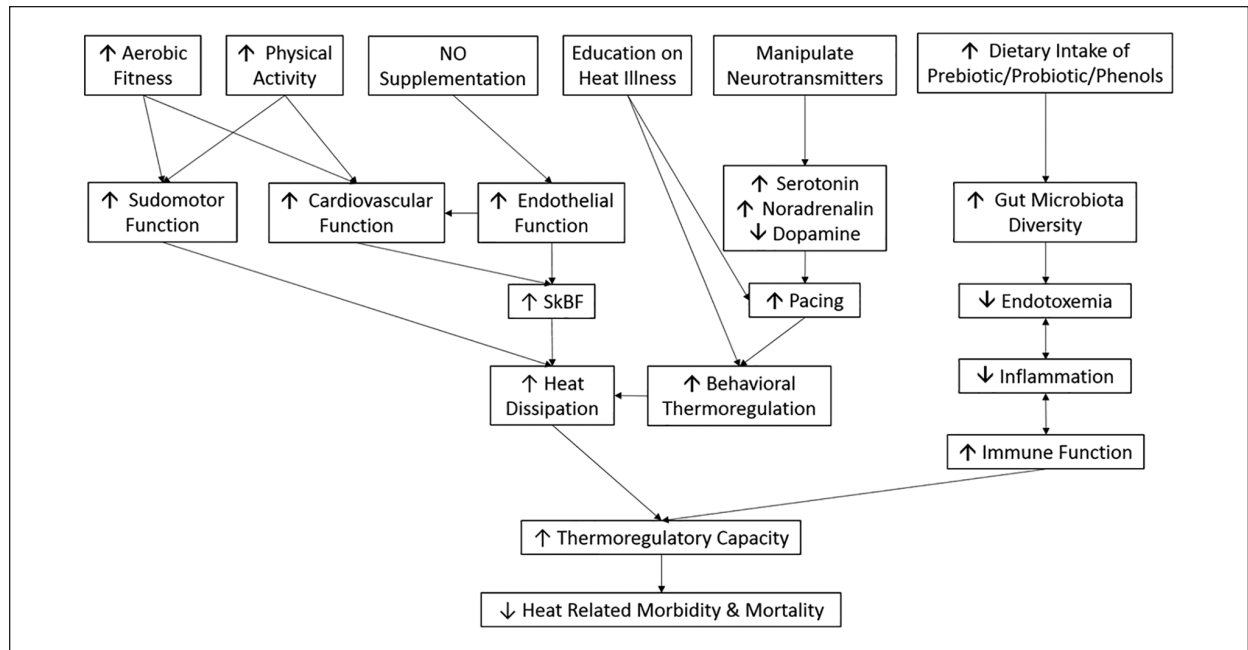 ↑ Aerobic
Fitness
↑ Physical
Activity
NO
Supplementation
Education on
Heat Illness
Manipulate
Neurotransmitters
↑ Dietary Intake of
Prebiotic/Probiotic/Phenols
↑ Sudomotor
Function
↑ Cardiovascular
Function
↑ Endothelial
Function
↑ Serotonin
↑ Noradrenalin
↓ Dopamine
↑ Gut Microbiota
Diversity
↑ SkBF
↑ Pacing
↓ Endotoxemia
↑ Heat
Dissipation
↑ Behavioral
Thermoregulation
↓ Inflammation
↑ Immune Function
↑ Thermoregulatory Capacity
↓ Heat Related Morbidity & Mortality